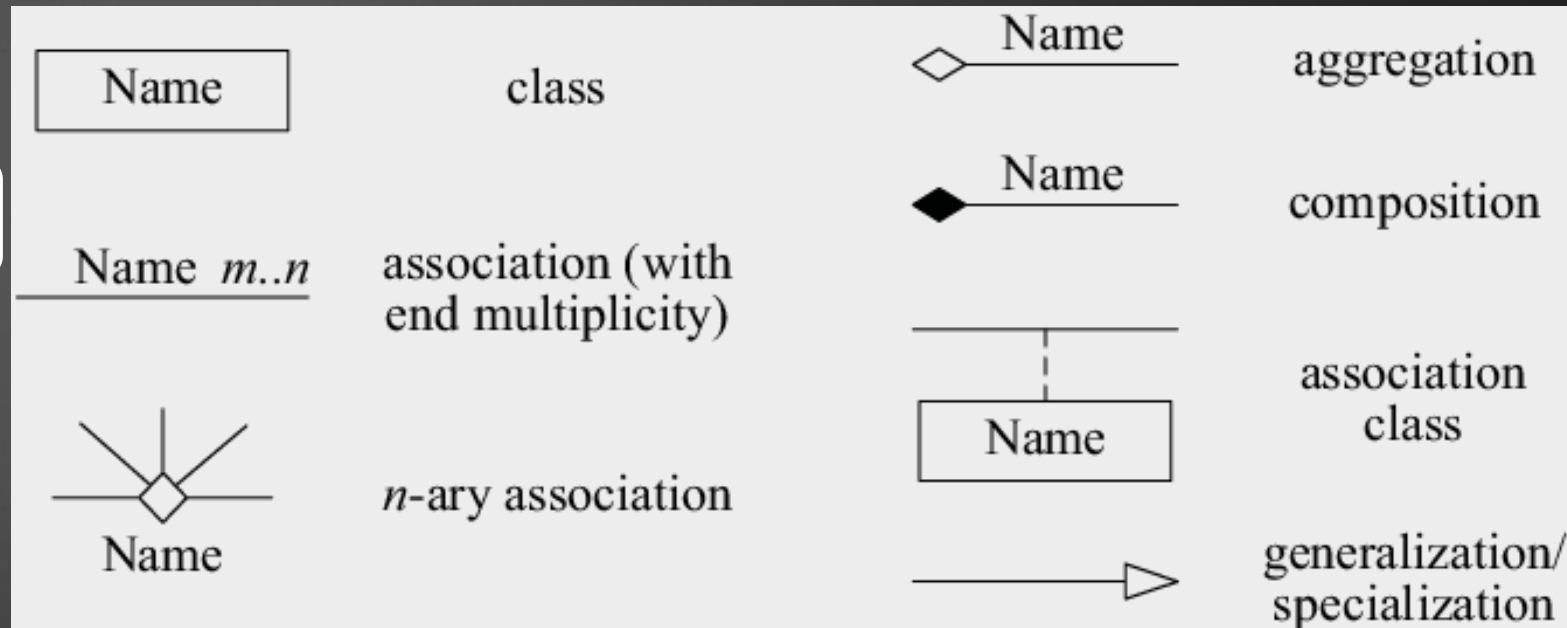 Name
class
Name m..n
association (with
end multiplicity)
Name
n-ary association
Name
aggregation
Name
composition
Name
association
class
generalization/
specialization